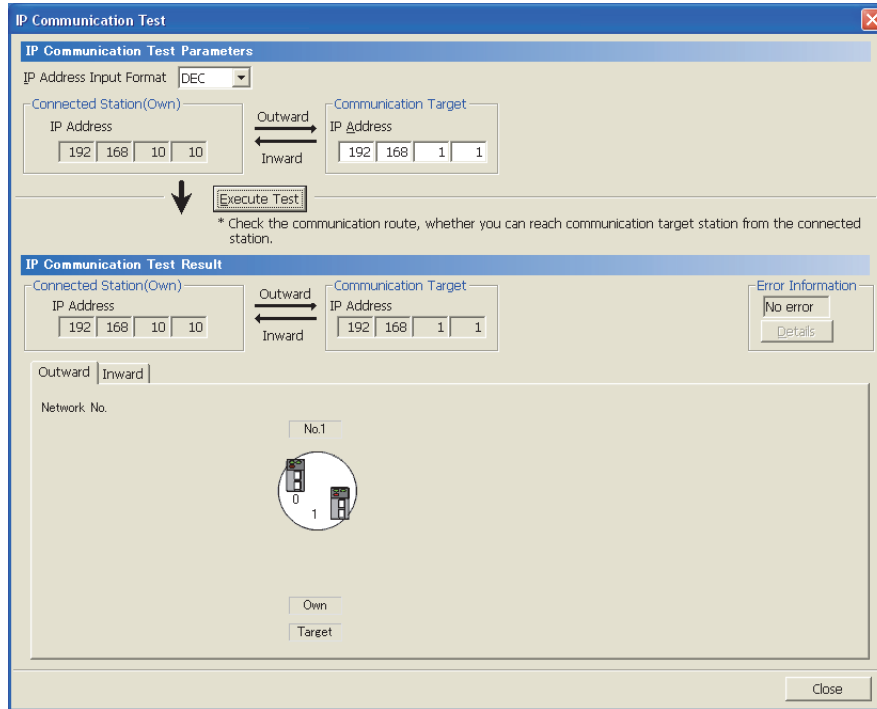 IP Communication Test
IP Communication Test Parameters
IP Address Input Format DEC
Connected Station(Own)
IP Address
192 168 10 10
Outward
Inward
Communication Target
IP Address
192 168 1 1
Execute Test
* Check the communication route, whether you can reach communication target station from the connected
station.
IP Communication Test Result
Connected Station(Own)
IP Address
192 168 10 10
Outward
Inward
Communication Target
IP Address
192 168 1 1
Error Information
No error
Details
Outward Inward
Network No.
No.1
0
1
Own
Target
Close